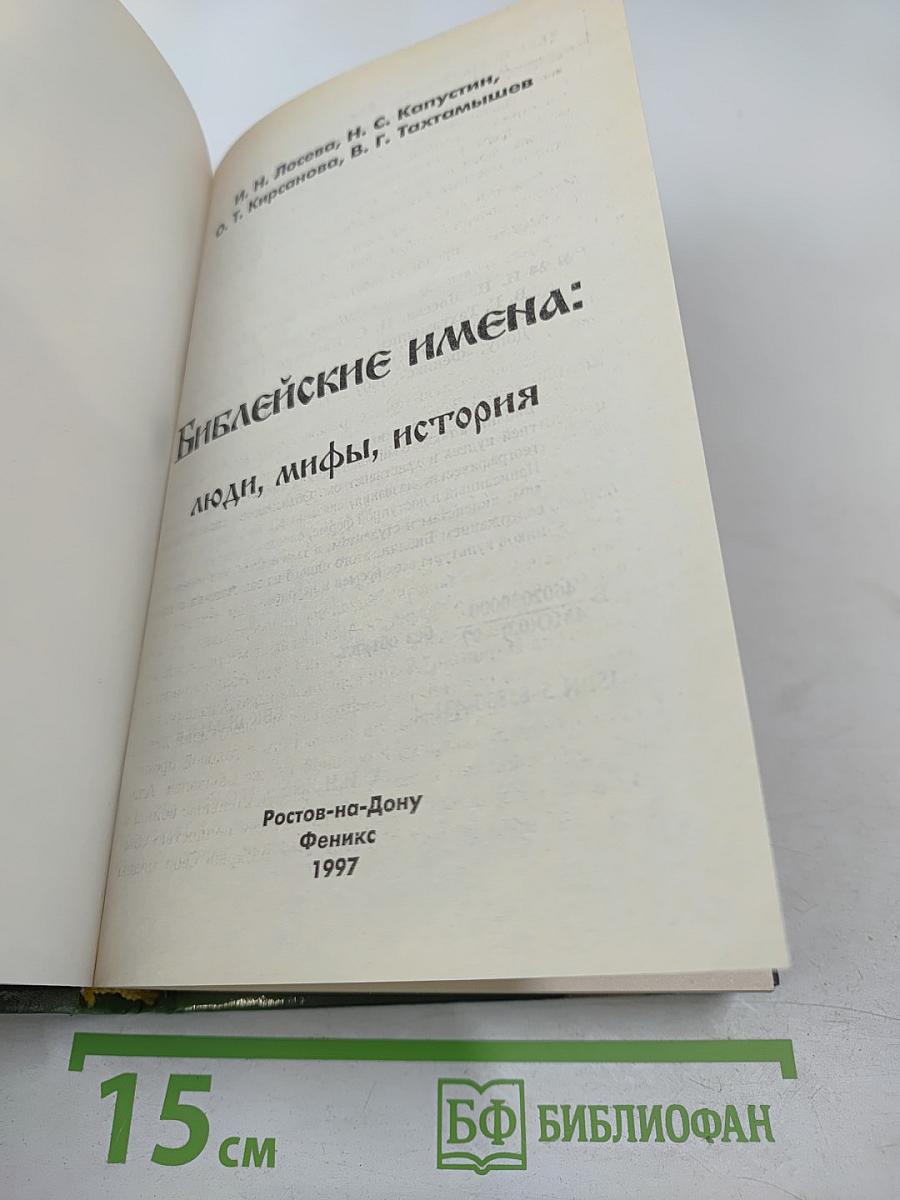 И. Н. Лосева, Н. С. Капустин,
О. Т. Кирсанова, В. Г. Тахтамышев
Библейские имена:
люди, мифы, история
Ростов-на-Дону
Феникс
1997
15 см
БФ БИБЛИОФАН